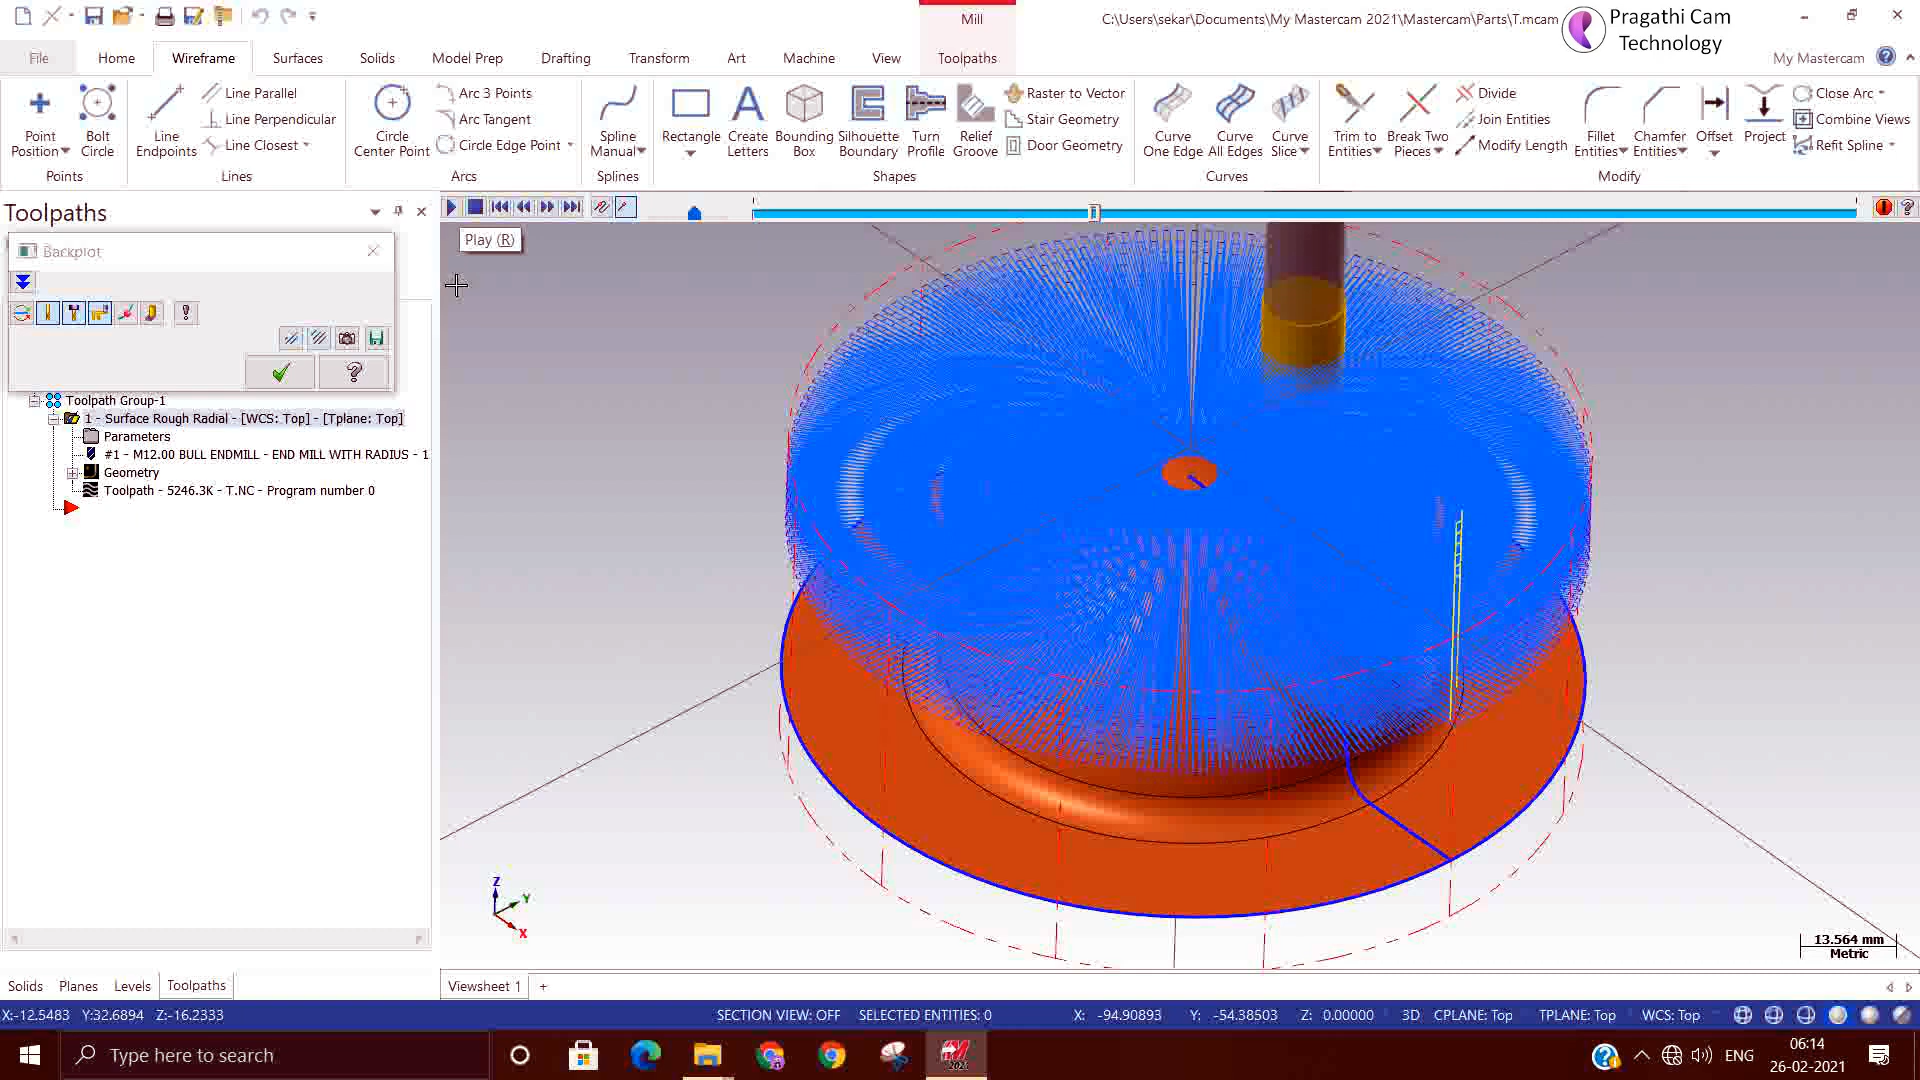 Mill
C:\Users\sekar\Documents\My Mastercam 2021\Mastercam\Parts\T.mcam
Pragathi Cam
Technology
File
Home
Wireframe
Surfaces
Solids
Model Prep
Drafting
Transform
Art
Machine
View
Toolpaths
My Mastercam
Point
Position
Bolt
Circle
Points
Line
Endpoints
Line Parallel
Line Perpendicular
Line Closest
Lines
Circle
Center Point
Arc 3 Points
Arc Tangent
Circle Edge Point
Arcs
Spline
Manual
Splines
Rectangle
Create
Letters
Bounding
Box
Silhouette
Boundary
Turn
Profile
Relief
Groove
Raster to Vector
Stair Geometry
Door Geometry
Shapes
Curve
One Edge
Curve
All Edges
Curve
Slice
Curves
Trim to
Entities
Break Two
Pieces
Divide
Join Entities
Modify Length
Fillet
Entities
Chamfer
Entities
Offset
Project
Close Arc
Combine Views
Refit Spline
Modify
Toolpaths
Play (R)
Backplot
Toolpath Group-1
1 - Surface Rough Radial - [WCS: Top] - [Tplane: Top]
Parameters
#1 - M12.00 BULL ENDMILL - END MILL WITH RADIUS - 1
Geometry
Toolpath - 5246.3K - T.NC - Program number 0
Z
Y
X
13.564 mm
Metric
Solids
Planes
Levels
Toolpaths
Viewsheet 1
+
X:-12.5483 Y:32.6894 Z:-16.2333
SECTION VIEW: OFF
SELECTED ENTITIES: 0
X: -94.90893
Y: -54.38503
Z: 0.00000
3D
CPLANE: Top
TPLANE: Top
WCS: Top
Type here to search
2021
ENG
06:14
26-02-2021